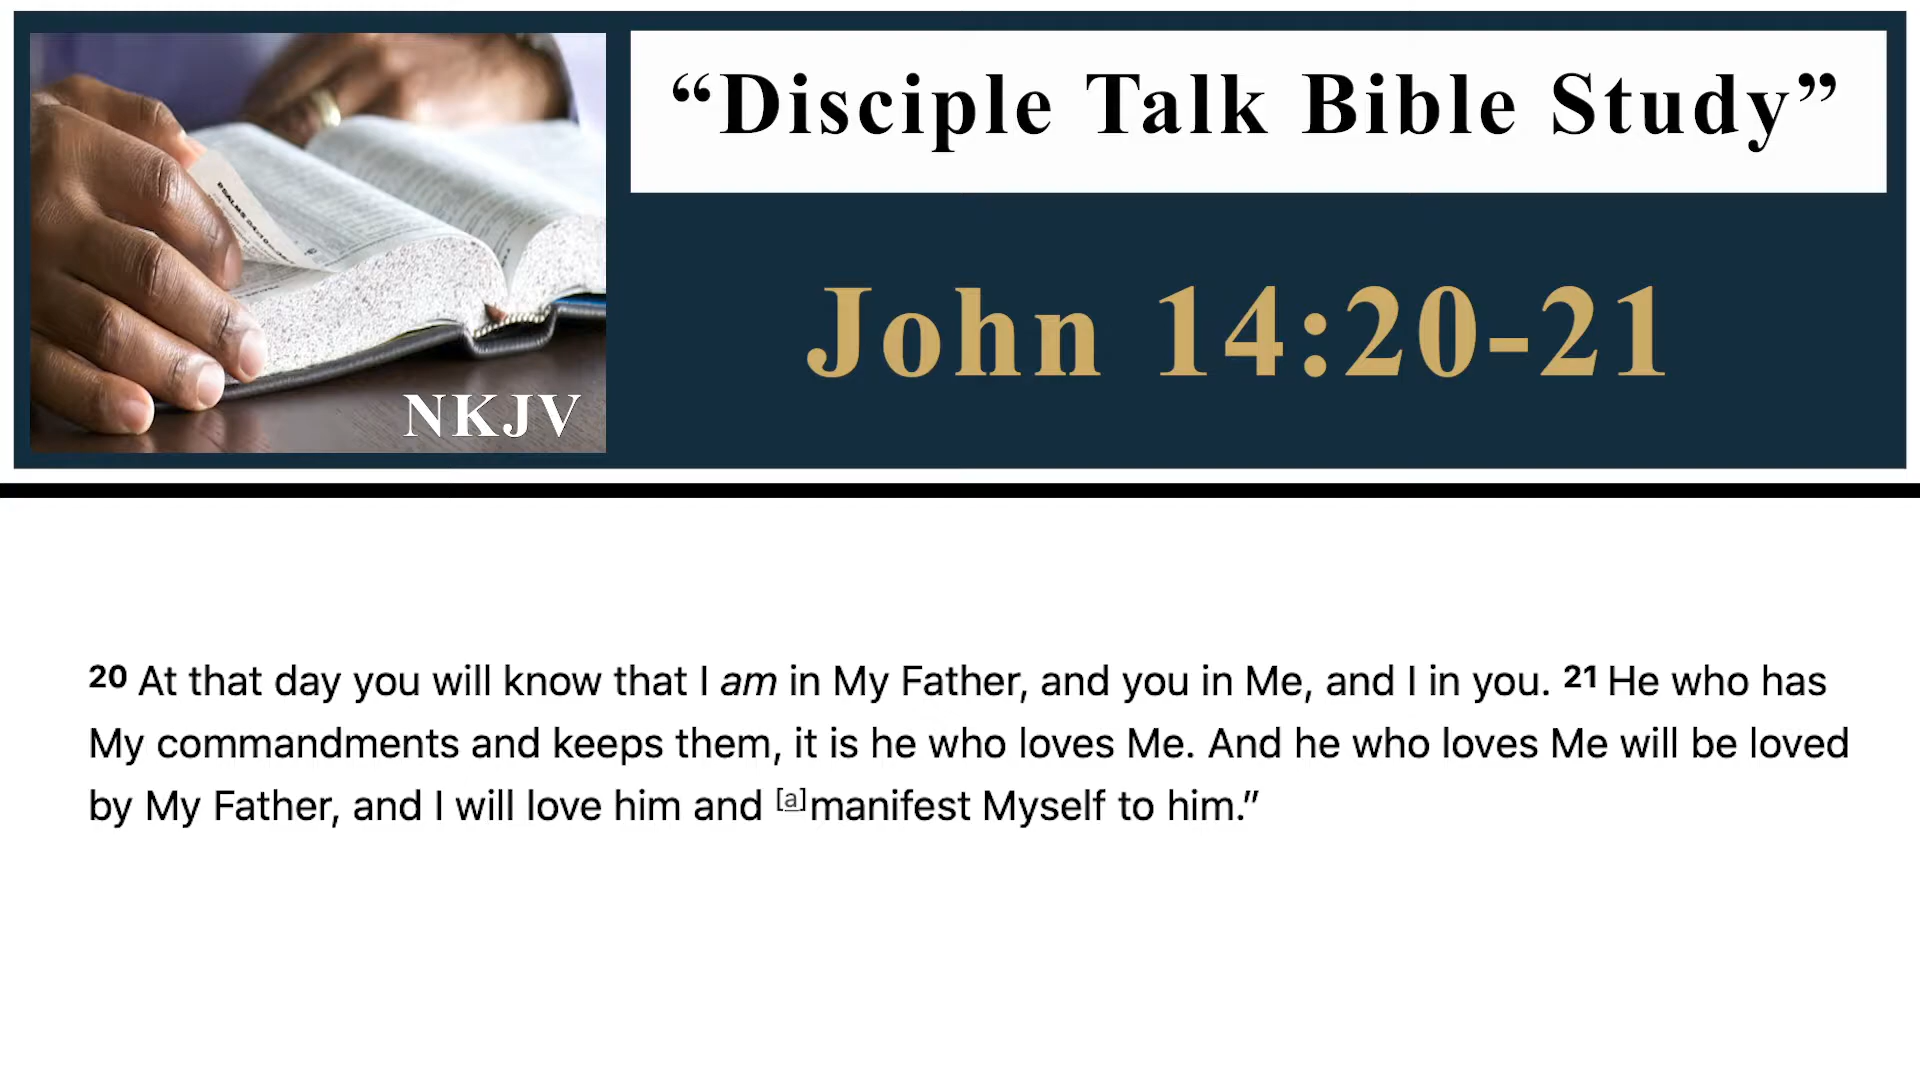 “Disciple Talk Bible Study”
John 14:20-21
NKJV
20 At that day you will know that I am in My Father, and you in Me, and I in you. 21 He who has
My commandments and keeps them, it is he who loves Me. And he who loves Me will be loved
by My Father, and I will love him and [a]manifest Myself to him.”